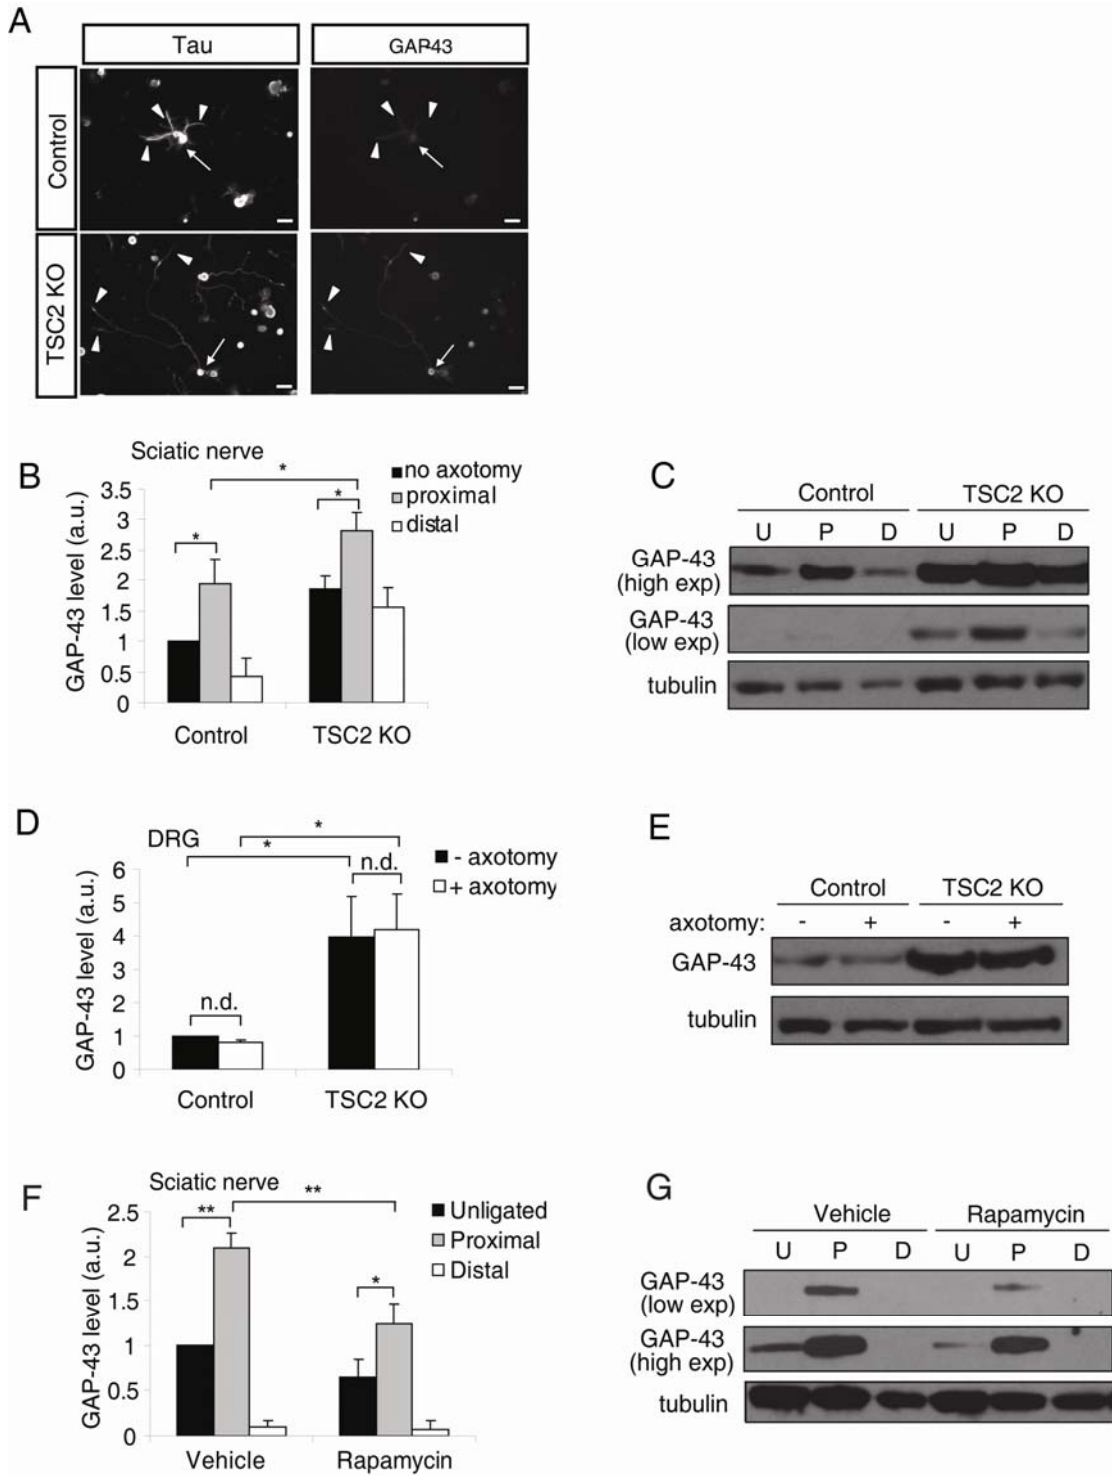 A
Tau GAP-43
Control
TSC2 KO
B
Sciatic nerve
GAP-43 level (a.u.)
3.5
3
2.5
2
1.5
1
0.5
0
*
*
*
no axotomy
proximal
distal
Control TSC2 KO
C
Control TSC2 KO
U P D U P D
GAP-43
(high exp)
GAP-43
(low exp)
tubulin
D
DRG
GAP-43 level (a.u.)
6
5
4
3
2
1
0
*
*
n.d.
n.d.
- axotomy
+ axotomy
Control TSC2 KO
E
Control TSC2 KO
axotomy: - + - +
GAP-43
tubulin
F
Sciatic nerve
GAP-43 level (a.u.)
2.5
2
1.5
1
0.5
0
**
**
*
Unligated
Proximal
Distal
Vehicle Rapamycin
G
Vehicle Rapamycin
U P D U P D
GAP-43
(low exp)
GAP-43
(high exp)
tubulin